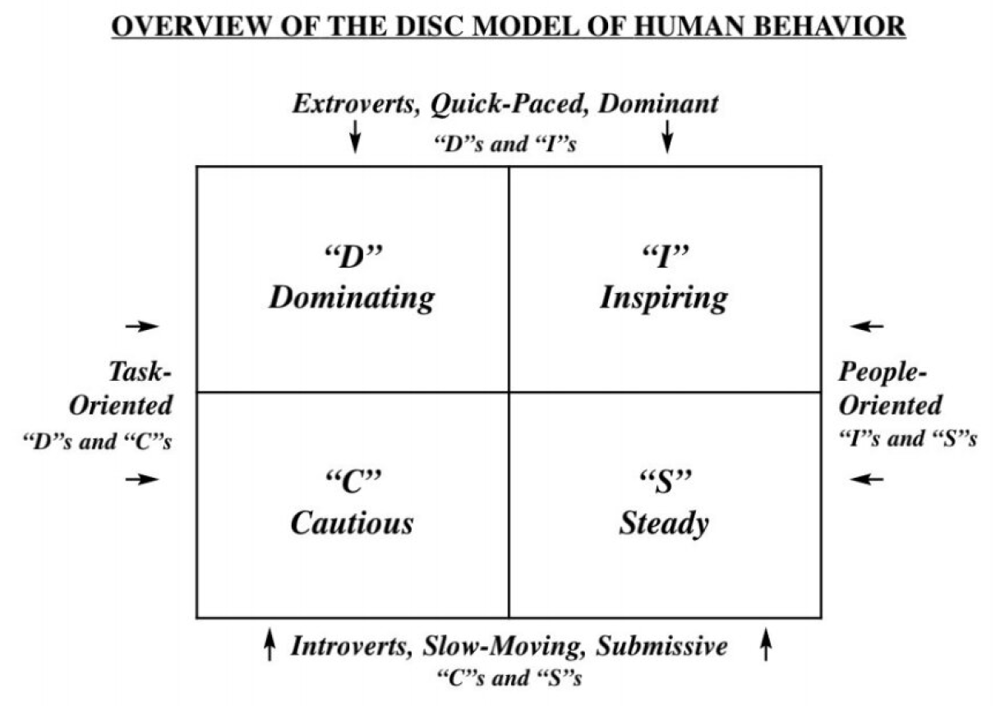 OVERVIEW OF THE DISC MODEL OF HUMAN BEHAVIOR
Extroverts, Quick-Paced, Dominant
“D”s and “I”s
“D”
Dominating
“I”
Inspiring
Task-
Oriented
“D”s and “C”s
People-
Oriented
“I”s and “S”s
“C”
Cautious
“S”
Steady
Introverts, Slow-Moving, Submissive
“C”s and “S”s